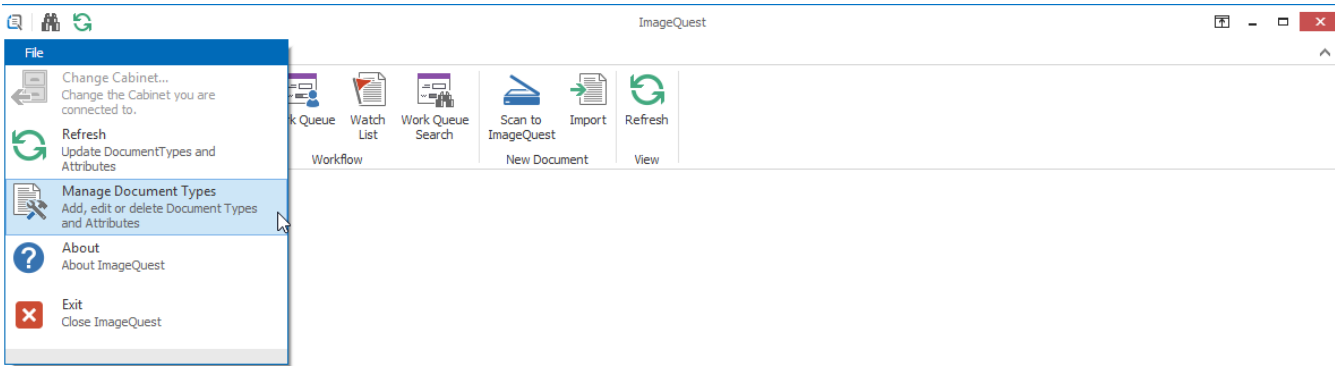 ImageQuest
File
Change Cabinet...
Change the Cabinet you are
connected to.
Refresh
Update DocumentTypes and
Attributes
Manage Document Types
Add, edit or delete Document Types
and Attributes
About
About ImageQuest
Exit
Close ImageQuest
Queue
Watch
List
Work Queue
Search
Workflow
Scan to
ImageQuest
Import
New Document
Refresh
View